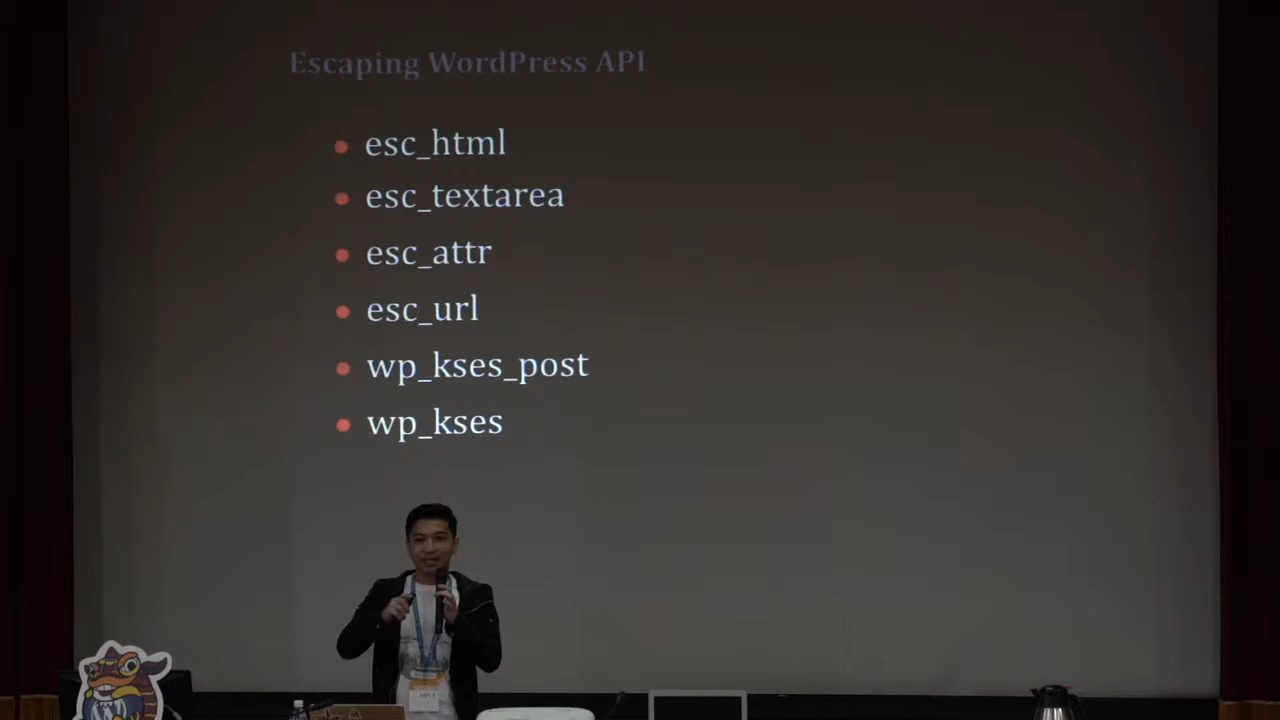 Escaping WordPress API
esc_html
esc_textarea
esc_attr
esc_url
wp_kses_post
wp_kses